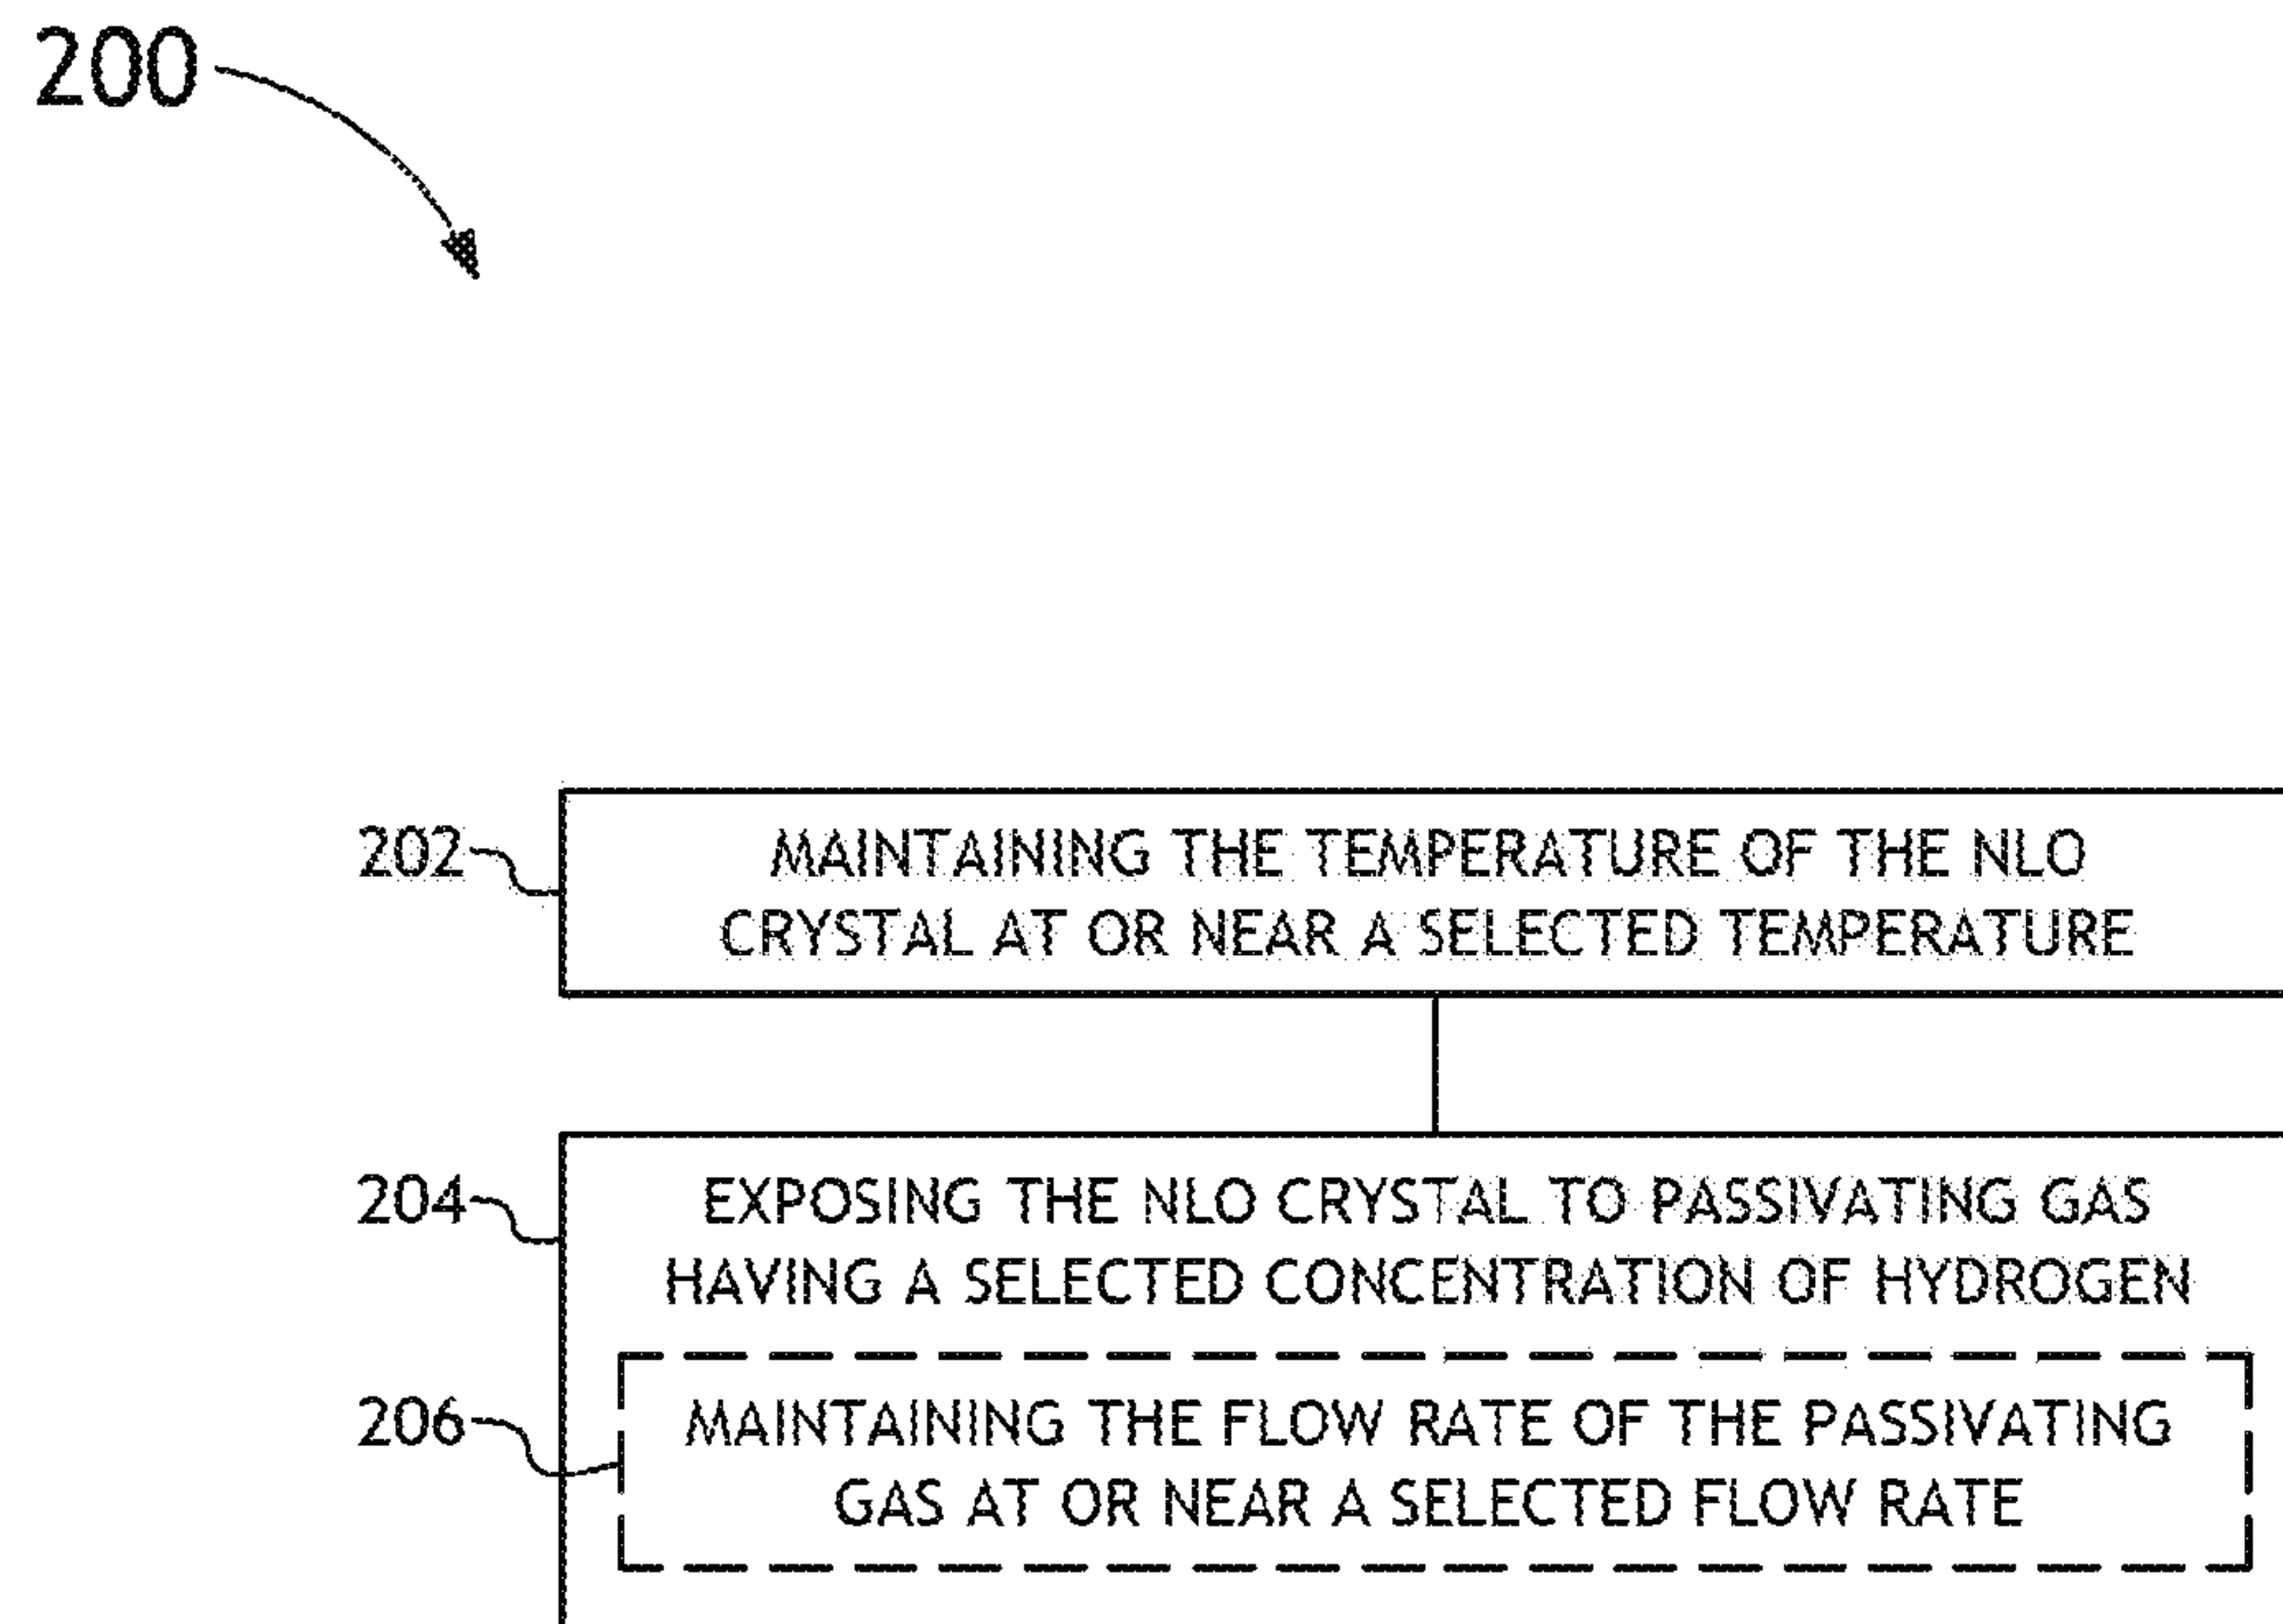 200
202
MAINTAINING THE TEMPERATURE OF THE NLO
CRYSTAL AT OR NEAR A SELECTED TEMPERATURE
204
EXPOSING THE NLO CRYSTAL TO PASSIVATING GAS
HAVING A SELECTED CONCENTRATION OF HYDROGEN
206
MAINTAINING THE FLOW RATE OF THE PASSIVATING
GAS AT OR NEAR A SELECTED FLOW RATE